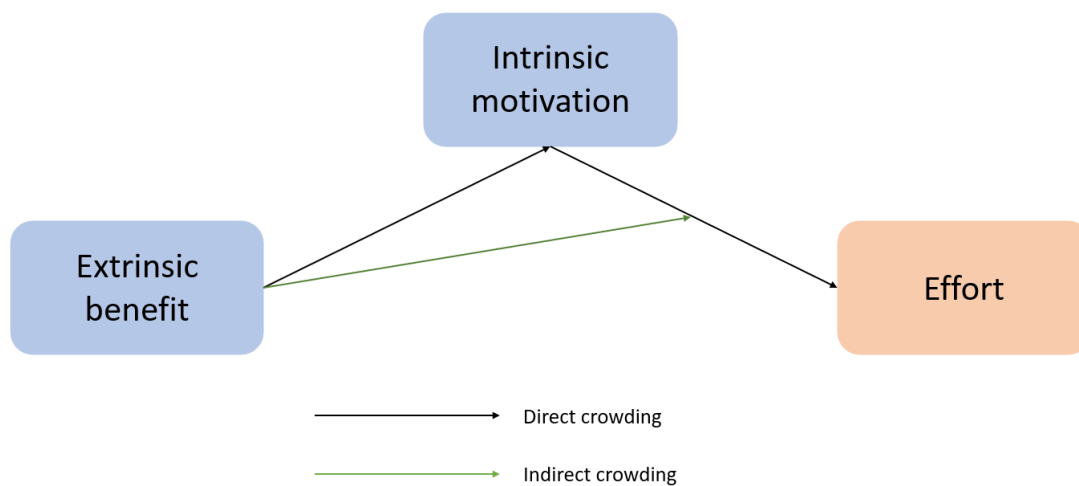 Intrinsic
motivation
Extrinsic
benefit
Effort
Direct crowding
Indirect crowding